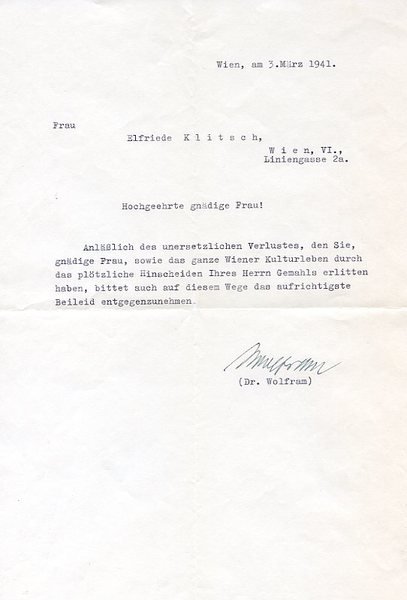 Wien, am 3.März 1941.
Frau
Elfriede K l i t s c h,
W i e n, VI.,
Liniengasse 2a.
Hochgeehrte gnädige Frau!
Anläßlich des unersetzlichen Verlustes, den Sie,
gnädige Frau, sowie das ganze Wiener Kulturleben durch
das plötzliche Hinscheiden Ihres Herrn Gemahls erlitten
haben, bittet auch auf diesem Wege das aufrichtigste
Beileid entgegenzunehmen.
Wolfram
(Dr. Wolfram)